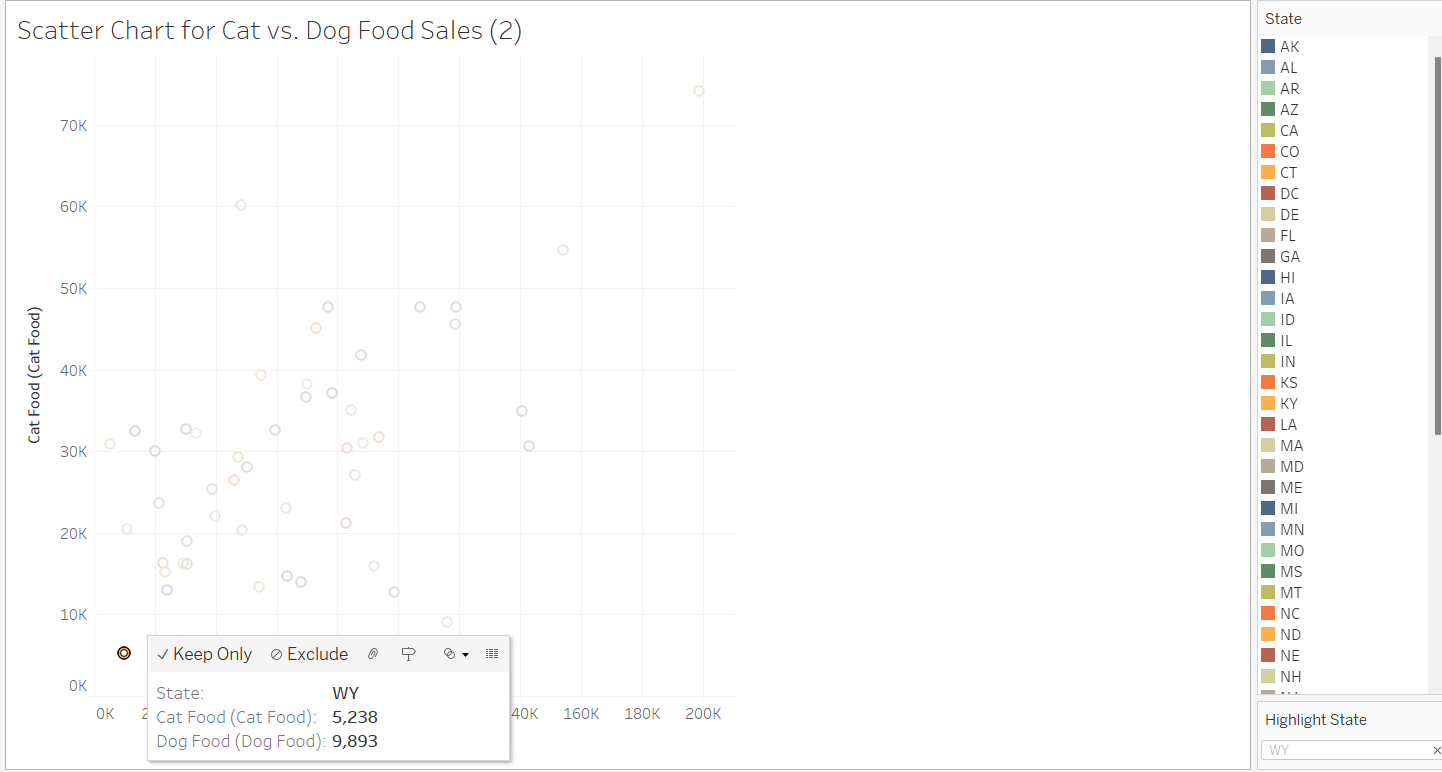 Scatter Chart for Cat vs. Dog Food Sales (2)
70K
60K
50K
40K
30K
20K
10K
0K
Cat Food (Cat Food)
0K
2
40K
160K
180K
200K
Keep Only
Exclude
State: WY
Cat Food (Cat Food): 5,238
Dog Food (Dog Food): 9,893
State
AK
AL
AR
AZ
CA
CO
CT
DC
DE
FL
GA
HI
IA
ID
IL
IN
KS
KY
LA
MA
MD
ME
MI
MN
MO
MS
MT
NC
ND
NE
NH
Highlight State
WY